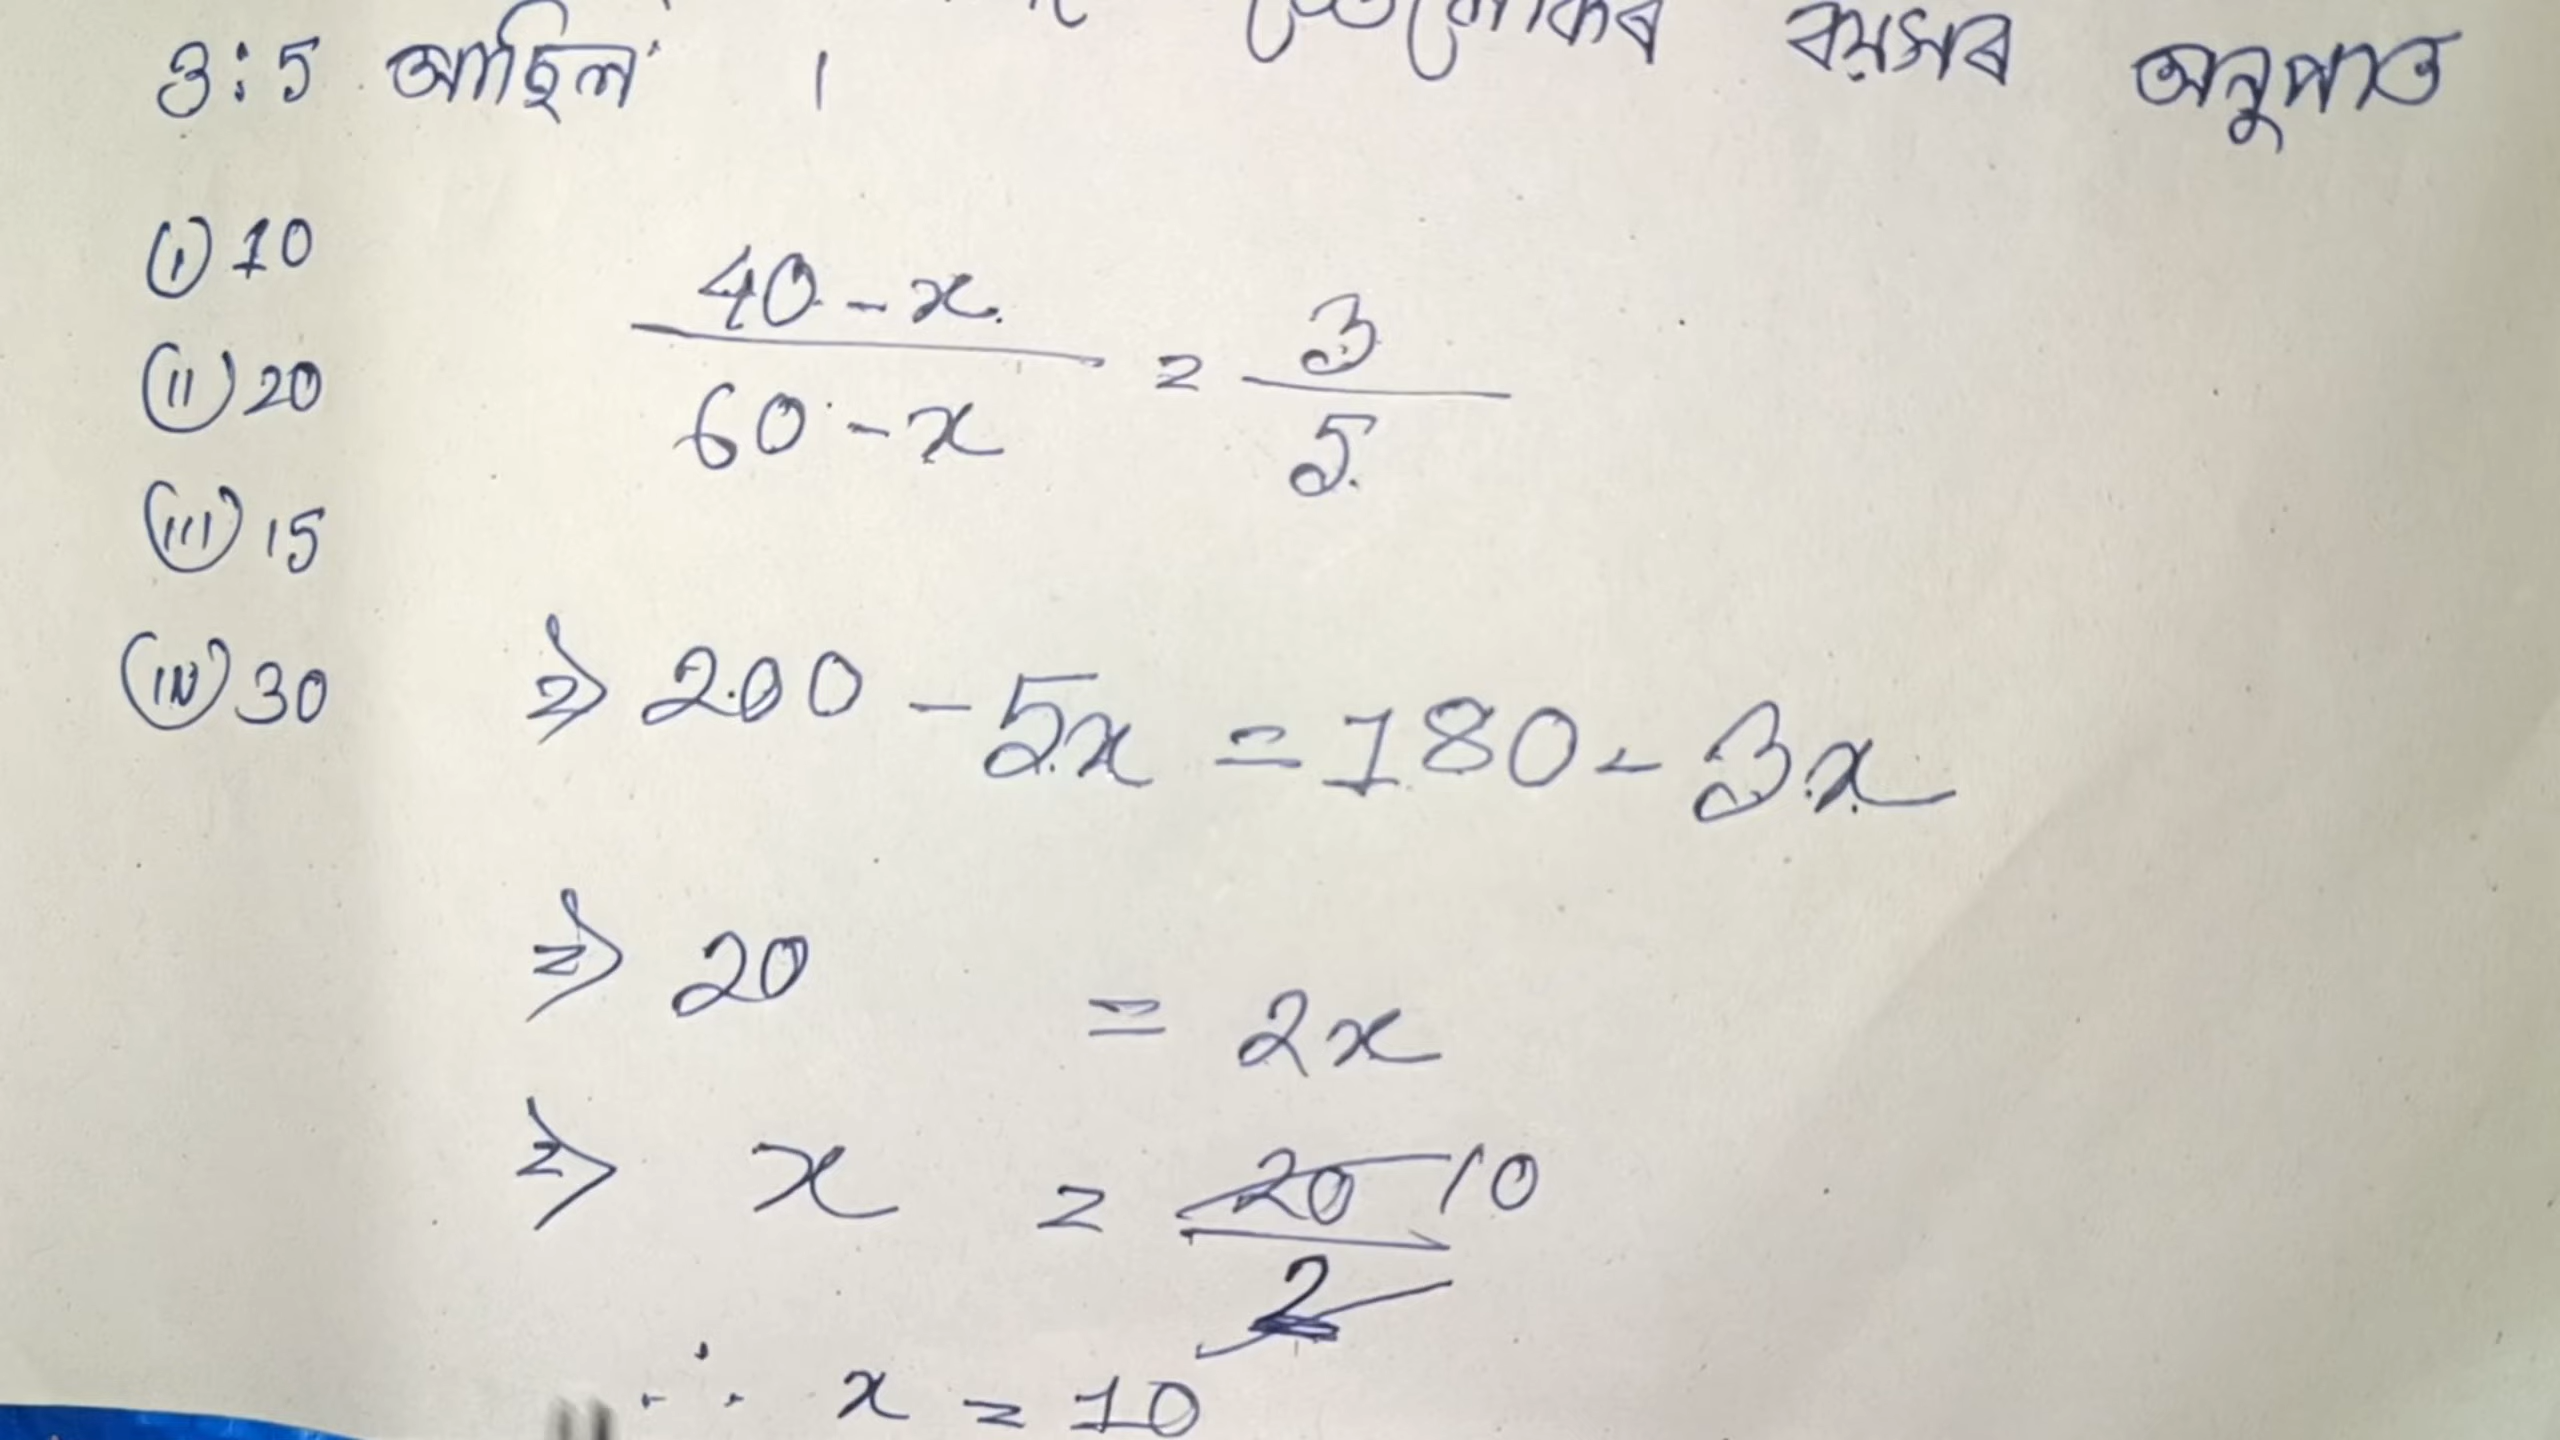 তেওঁলোকৰ বয়সৰ অনুপাত
3:5 আছিল ।
(i) 10
(ii) 20
(iii) 15
(iv) 30
40 - x / 60 - x = 3 / 5
⇒ 200 - 5x = 180 - 3x
⇒ 20 = 2x
⇒ x = 20 / 2 10
∴ x = 10